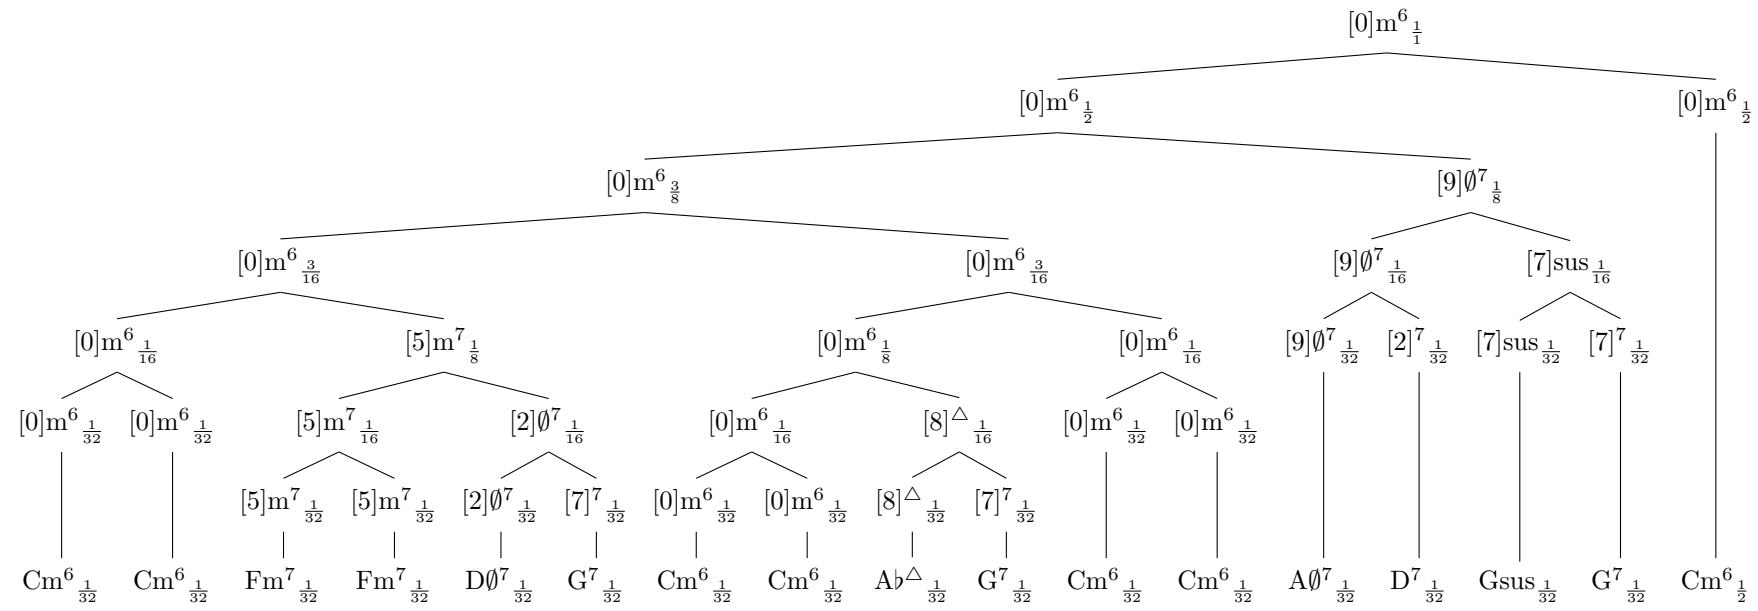 [0]m⁶ 1/1
[0]m⁶ 1/2 [0]m⁶ 1/2
[0]m⁶ 3/8 [9]∅⁷ 1/8
[0]m⁶ 3/16 [0]m⁶ 3/16 [9]∅⁷ 1/16 [7]sus 1/16
[0]m⁶ 1/16 [5]m⁷ 1/8 [0]m⁶ 1/8 [0]m⁶ 1/16 [9]∅⁷ 1/32 [2]⁷ 1/32 [7]sus 1/32 [7]⁷ 1/32
[0]m⁶ 1/32 [0]m⁶ 1/32 [5]m⁷ 1/16 [2]∅⁷ 1/16 [0]m⁶ 1/16 [8]△ 1/16 [0]m⁶ 1/32 [0]m⁶ 1/32
[5]m⁷ 1/32 [5]m⁷ 1/32 [2]∅⁷ 1/32 [7]⁷ 1/32 [0]m⁶ 1/32 [0]m⁶ 1/32 [8]△ 1/32 [7]⁷ 1/32
Cm⁶ 1/32 Cm⁶ 1/32 Fm⁷ 1/32 Fm⁷ 1/32 D∅⁷ 1/32 G⁷ 1/32 Cm⁶ 1/32 Cm⁶ 1/32 A♭△ 1/32 G⁷ 1/32 Cm⁶ 1/32 Cm⁶ 1/32 A∅⁷ 1/32 D⁷ 1/32 Gsus 1/32 G⁷ 1/32 Cm⁶ 1/2